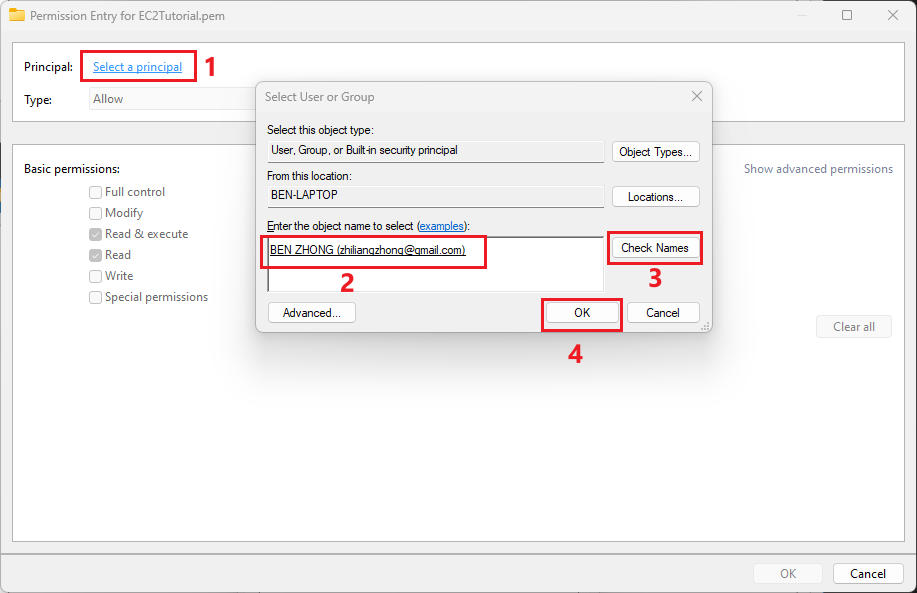 Permission Entry for EC2Tutorial.pem
Principal: Select a principal 1
Type: Allow
Select User or Group
Select this object type:
User, Group, or Built-in security principal Object Types...
From this location:
BEN-LAPTOP Locations...
Enter the object name to select (examples):
BEN ZHONG (zhiliangzhong@gmail.com) Check Names
2 3
Advanced... OK Cancel
4
Basic permissions: Show advanced permissions
Full control
Modify
Read & execute
Read
Write
Special permissions
Clear all
OK Cancel